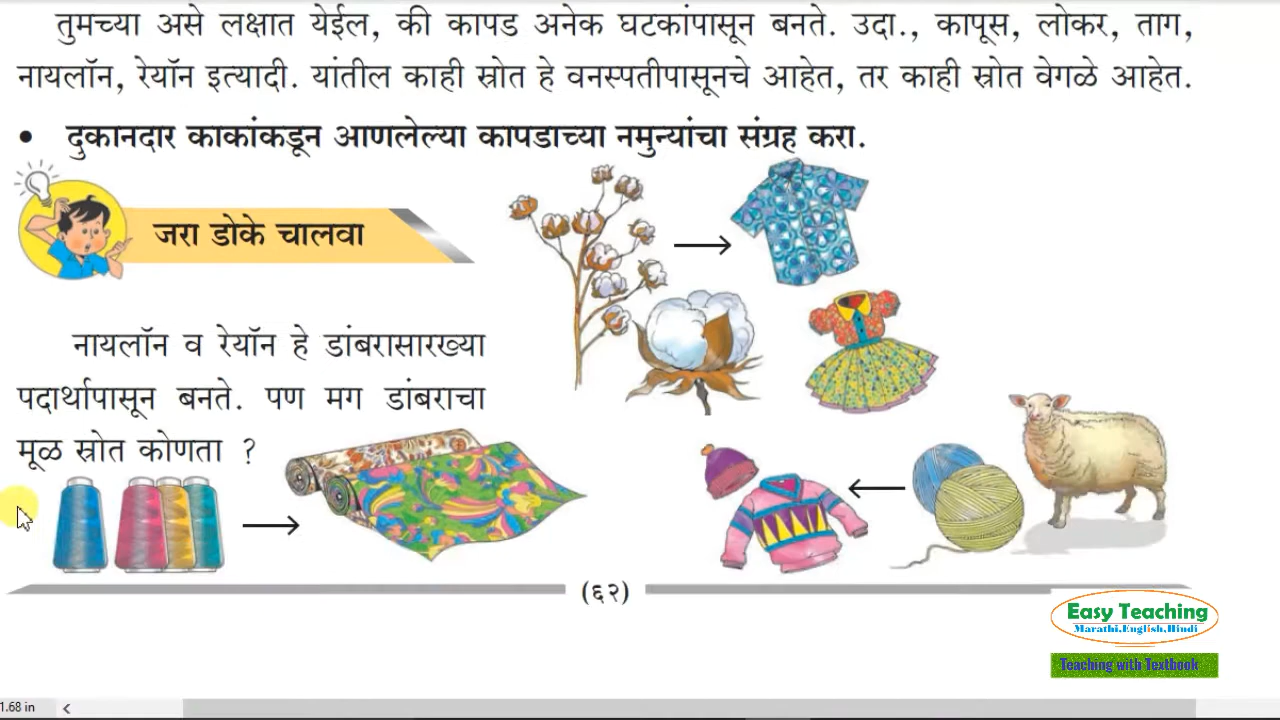 तुमच्या असे लक्षात येईल, की कापड अनेक घटकांपासून बनते. उदा., कापूस, लोकर, ताग,
नायलॉन, रेयॉन इत्यादी. यांतील काही स्रोत हे वनस्पतीपासूनचे आहेत, तर काही स्रोत वेगळे आहेत.
• दुकानदार काकांकडून आणलेल्या कापडाच्या नमुन्यांचा संग्रह करा.
जरा डोके चालवा
नायलॉन व रेयॉन हे डांबरासारख्या
पदार्थापासून बनते. पण मग डांबराचा
मूळ स्रोत कोणता ?
(६२)
Easy Teaching
Marathi,English,Hindi
Teaching with Textbook
1.68 in